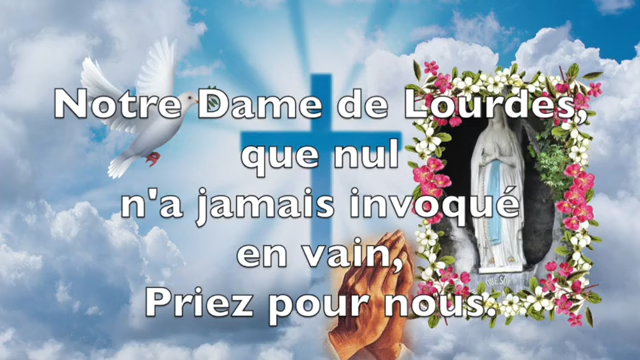 Notre Dame de Lourdes,
que nul
n'a jamais invoqué
en vain,
Priez pour nous.